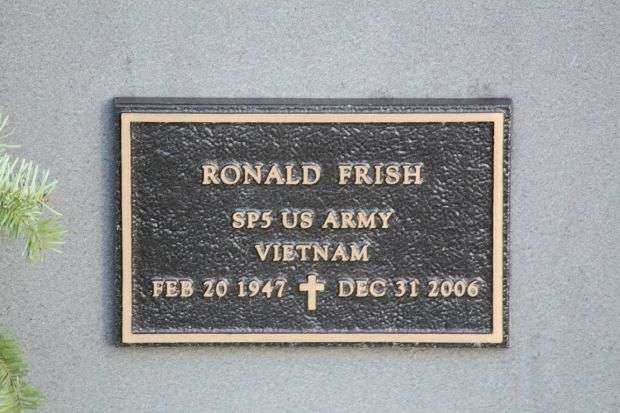 RONALD FRISH
SP5 US ARMY
VIETNAM
FEB 20 1947 ✝ DEC 31 2006